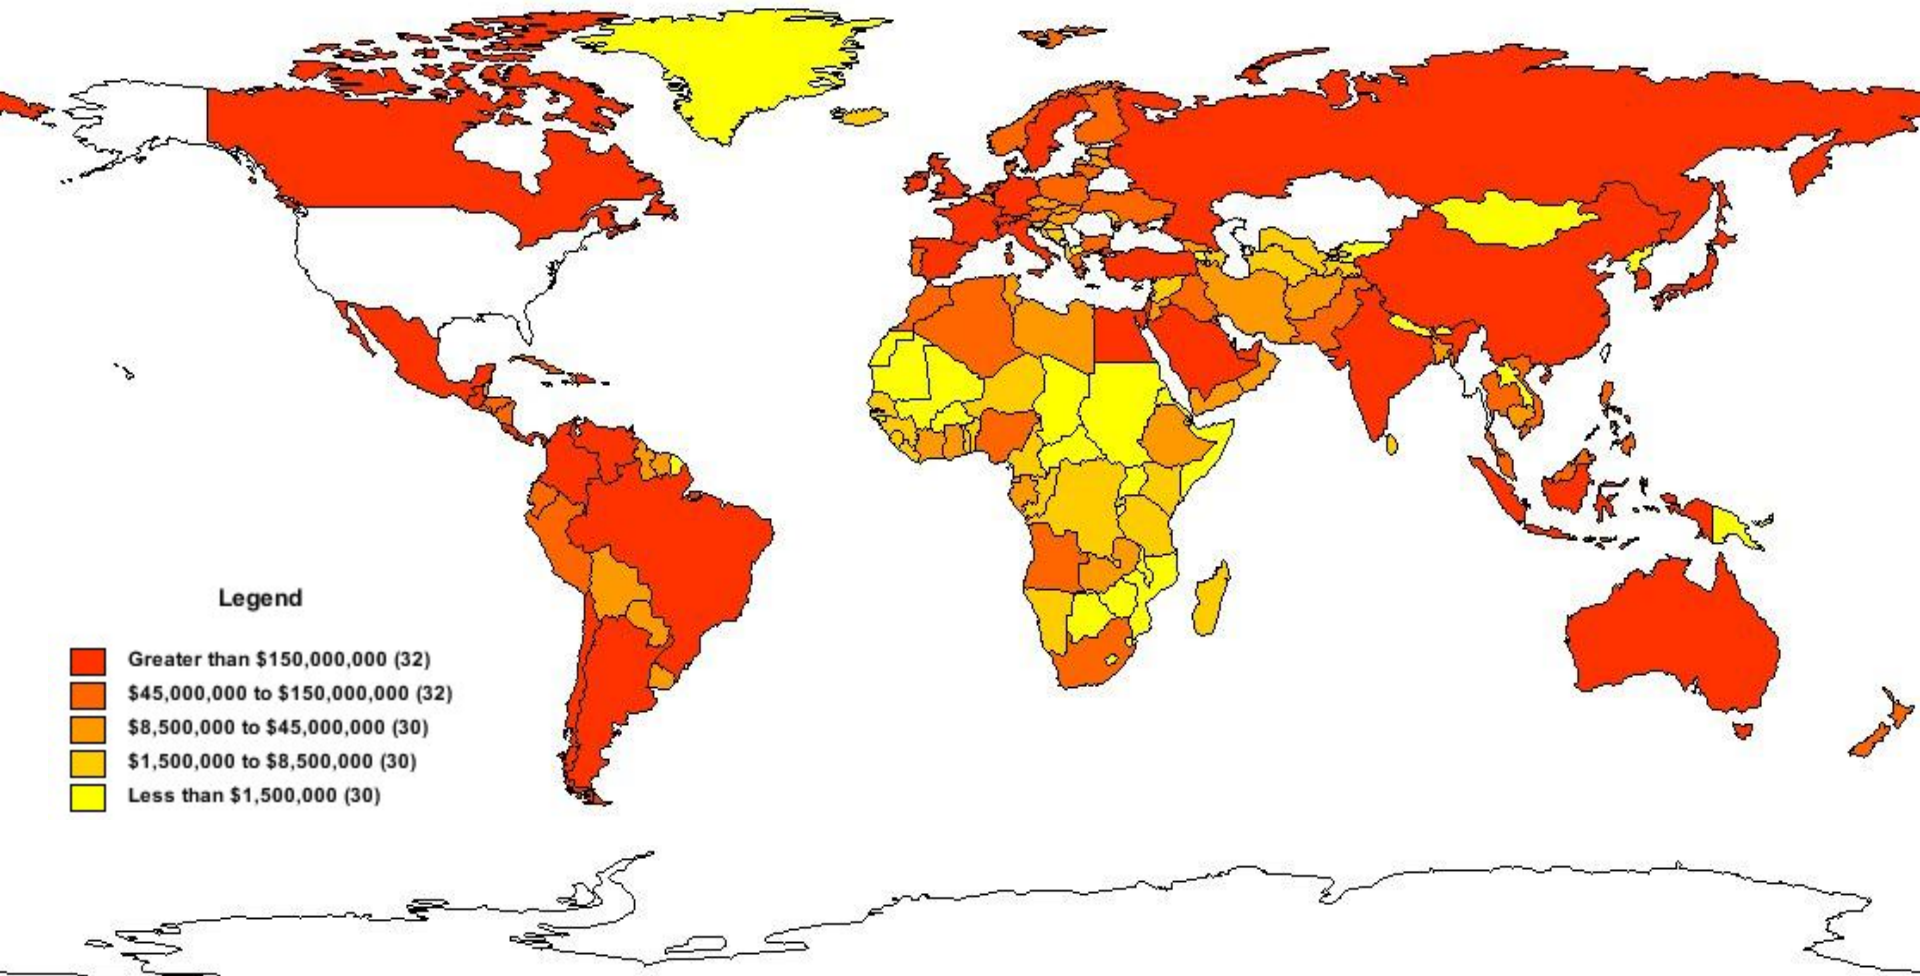 Legend
Greater than $150,000,000 (32)
$45,000,000 to $150,000,000 (32)
$8,500,000 to $45,000,000 (30)
$1,500,000 to $8,500,000 (30)
Less than $1,500,000 (30)